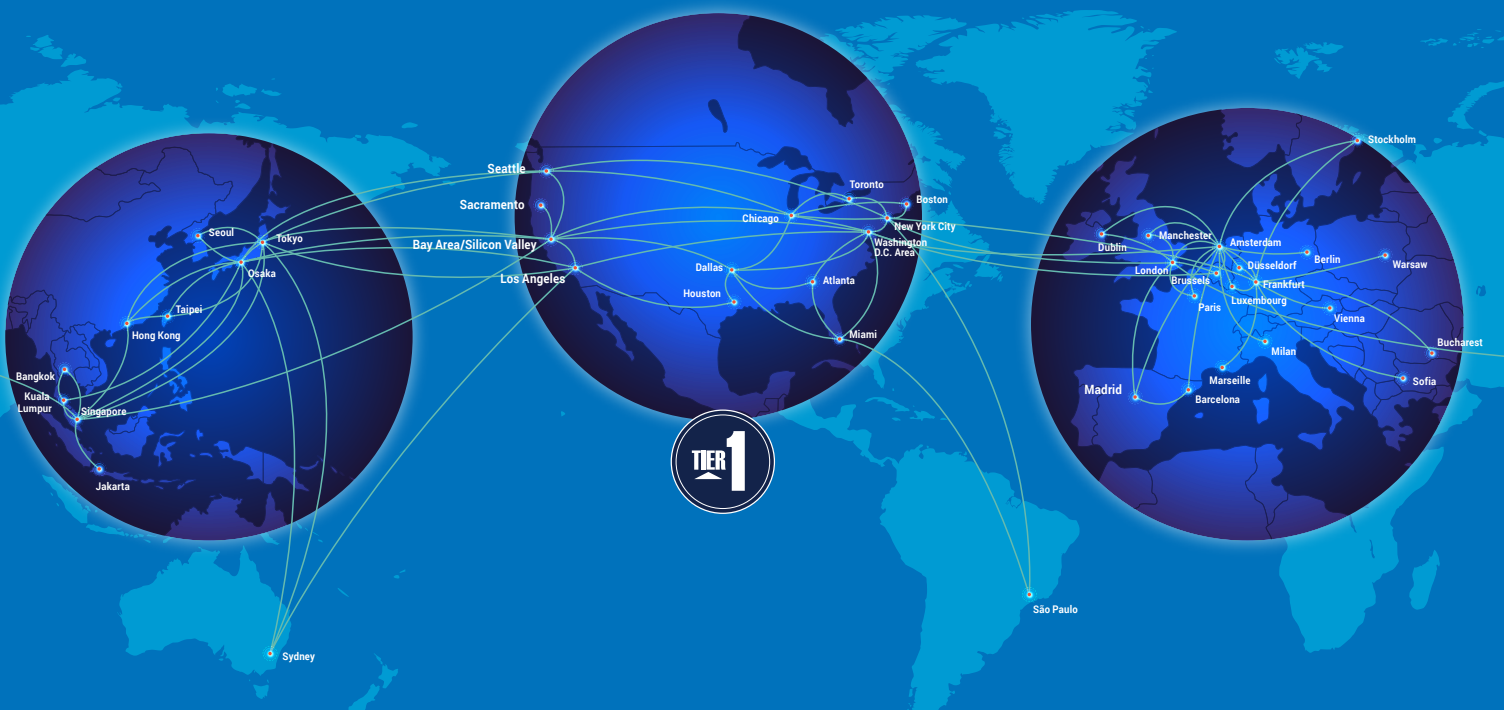 Seoul
Tokyo
Osaka
Taipei
Hong Kong
Bangkok
Kuala
Lumpur
Singapore
Jakarta
Sydney
Seattle
Sacramento
Bay Area/Silicon Valley
Los Angeles
Toronto
Boston
Chicago
New York City
Washington
D.C. Area
Dallas
Atlanta
Houston
Miami
TIER 1
São Paulo
Stockholm
Dublin
Manchester
Amsterdam
London
Düsseldorf
Berlin
Warsaw
Brussels
Frankfurt
Luxembourg
Paris
Vienna
Bucharest
Milan
Marseille
Sofia
Madrid
Barcelona